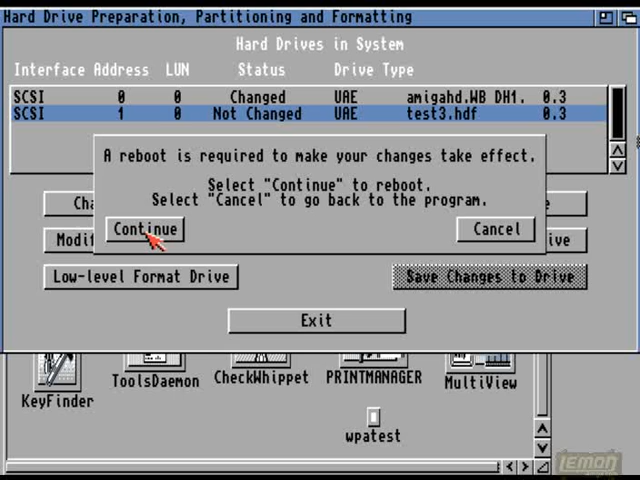 Hard Drive Preparation, Partitioning and Formatting
Hard Drives in System
Interface Address LUN Status Drive Type
SCSI 0 0 Changed UAE amigahd.WB_DH1. 0.3
SCSI 1 0 Not Changed UAE test3.hdf 0.3
A reboot is required to make your changes take effect.
Select "Continue" to reboot.
Select "Cancel" to go back to the program.
Continue Cancel
Low-level Format Drive Save Changes to Drive
Exit
KeyFinder ToolsDaemon CheckWhippet PRINTMANAGER MultiView
wpatest
lemon